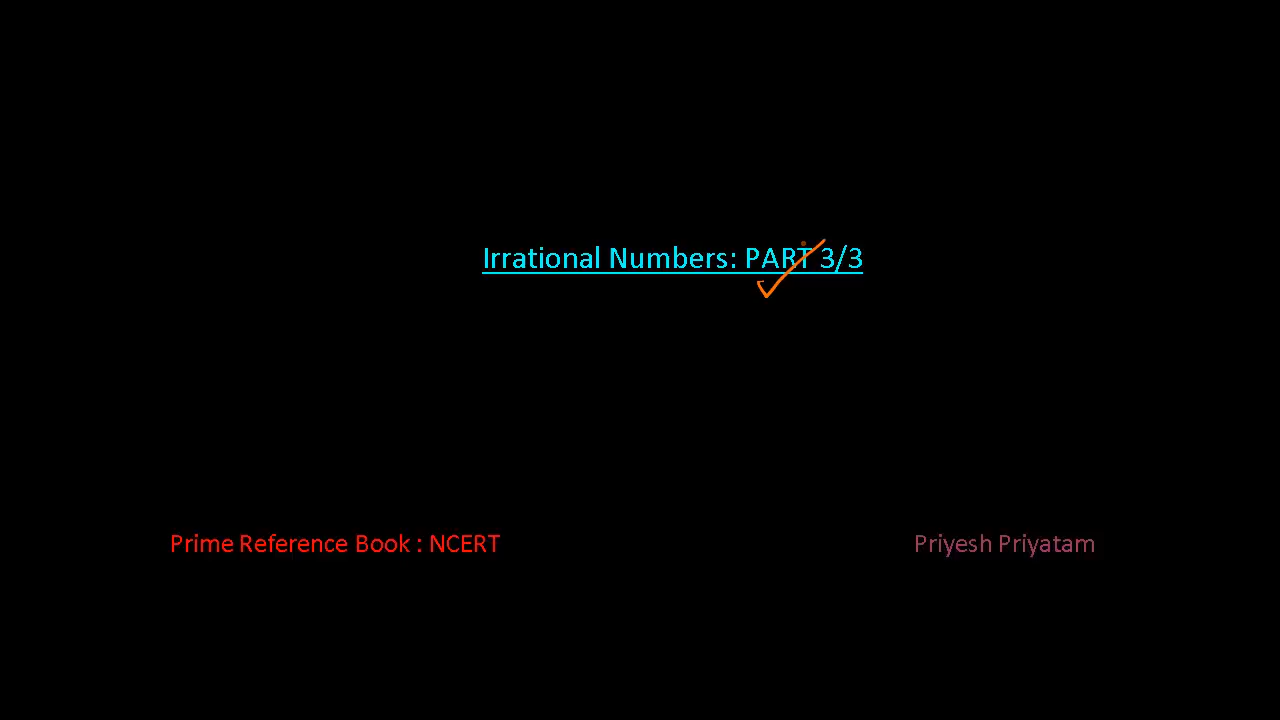 Irrational Numbers: PART 3/3
Prime Reference Book : NCERT
Priyesh Priyatam